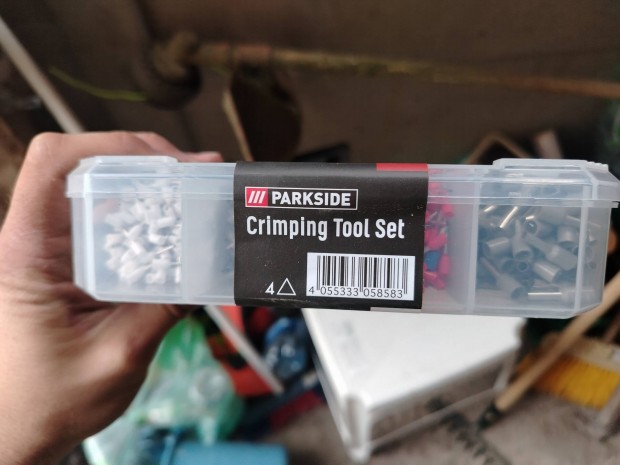 PARKSIDE
Crimping Tool Set
4
4 055333 058583